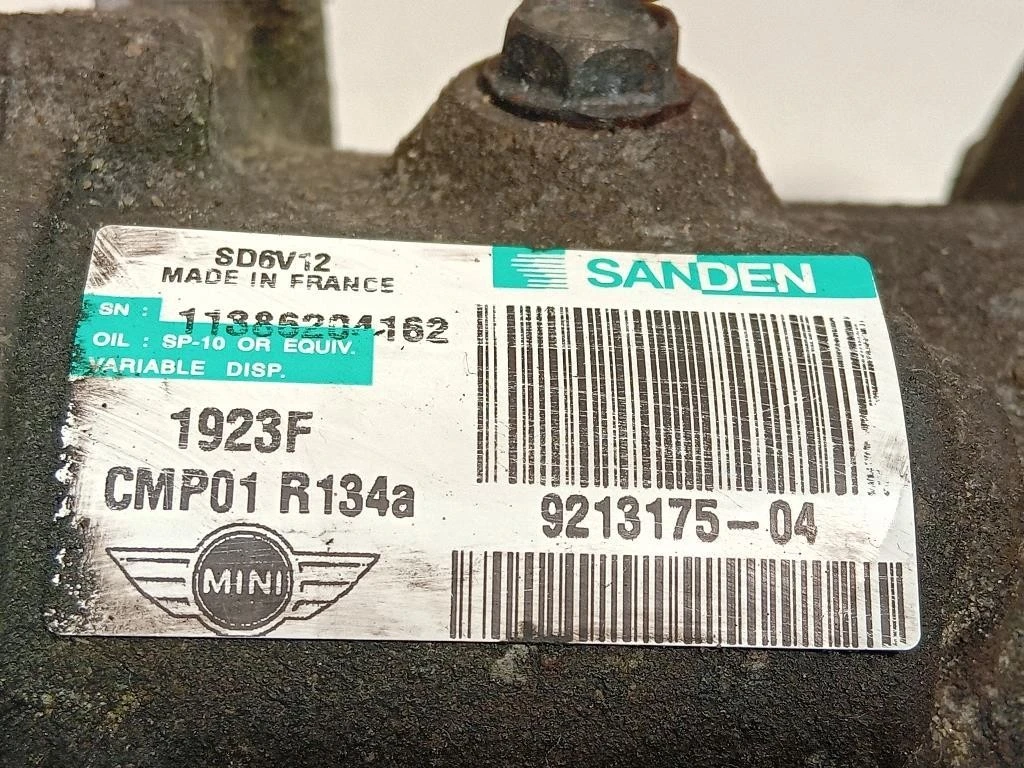 SD6V12
MADE IN FRANCE
SANDEN
SN : 11386204162
OIL : SP-10 OR EQUIV.
VARIABLE DISP.
1923F
CMP01 R134a
9213175-04
MINI